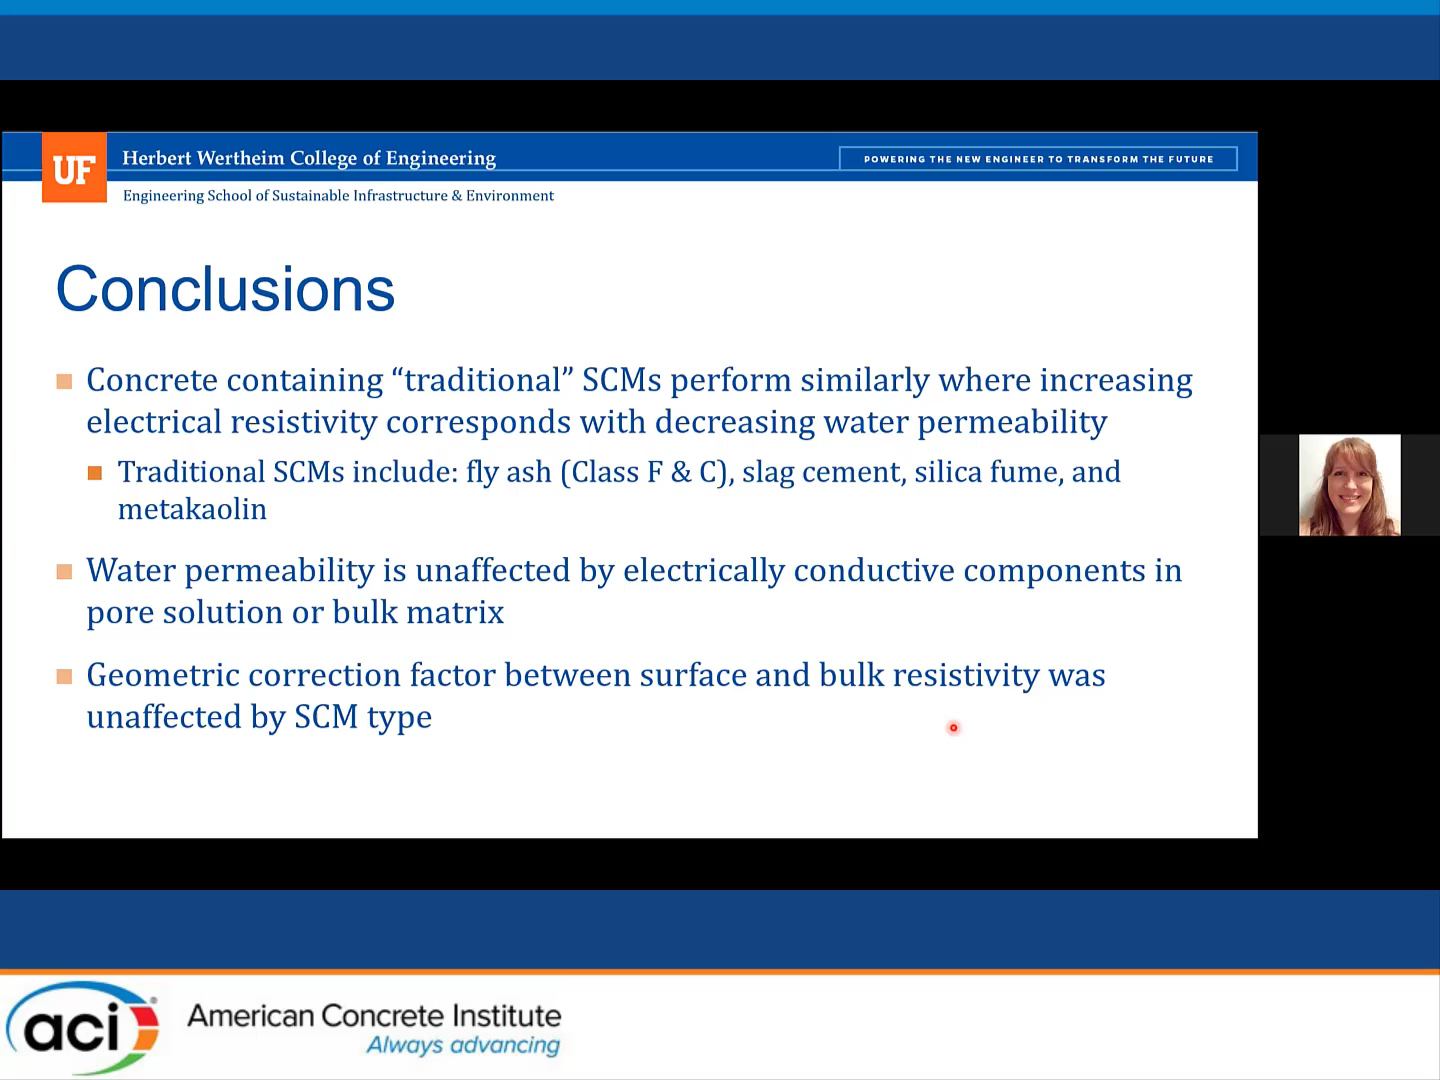 UF
Herbert Wertheim College of Engineering
POWERING THE NEW ENGINEER TO TRANSFORM THE FUTURE
Engineering School of Sustainable Infrastructure & Environment
Conclusions
Concrete containing “traditional” SCMs perform similarly where increasing
electrical resistivity corresponds with decreasing water permeability
Traditional SCMs include: fly ash (Class F & C), slag cement, silica fume, and
metakaolin
Water permeability is unaffected by electrically conductive components in
pore solution or bulk matrix
Geometric correction factor between surface and bulk resistivity was
unaffected by SCM type
aci®
American Concrete Institute
Always advancing